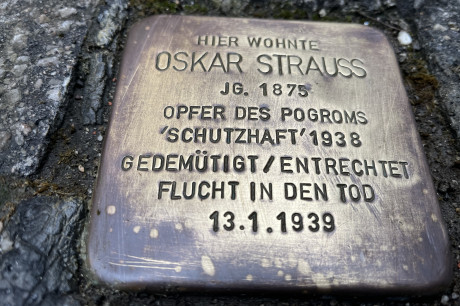 HIER WOHNTE
OSKAR STRAUSS
JG. 1875
OPFER DES POGROMS
'SCHUTZHAFT' 1938
GEDEMÜTIGT/ENTRECHTET
FLUCHT IN DEN TOD
13.1.1939